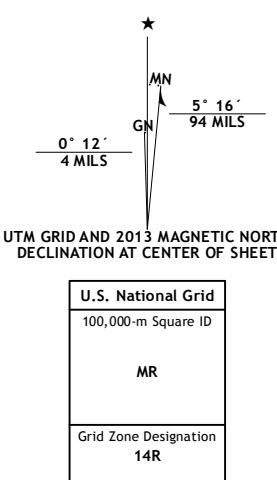 MN
GN
5° 16´
94 MILS
0° 12´
4 MILS
UTM GRID AND 2013 MAGNETIC NORT
DECLINATION AT CENTER OF SHEET
U.S. National Grid
100,000-m Square ID
MR
Grid Zone Designation
14R